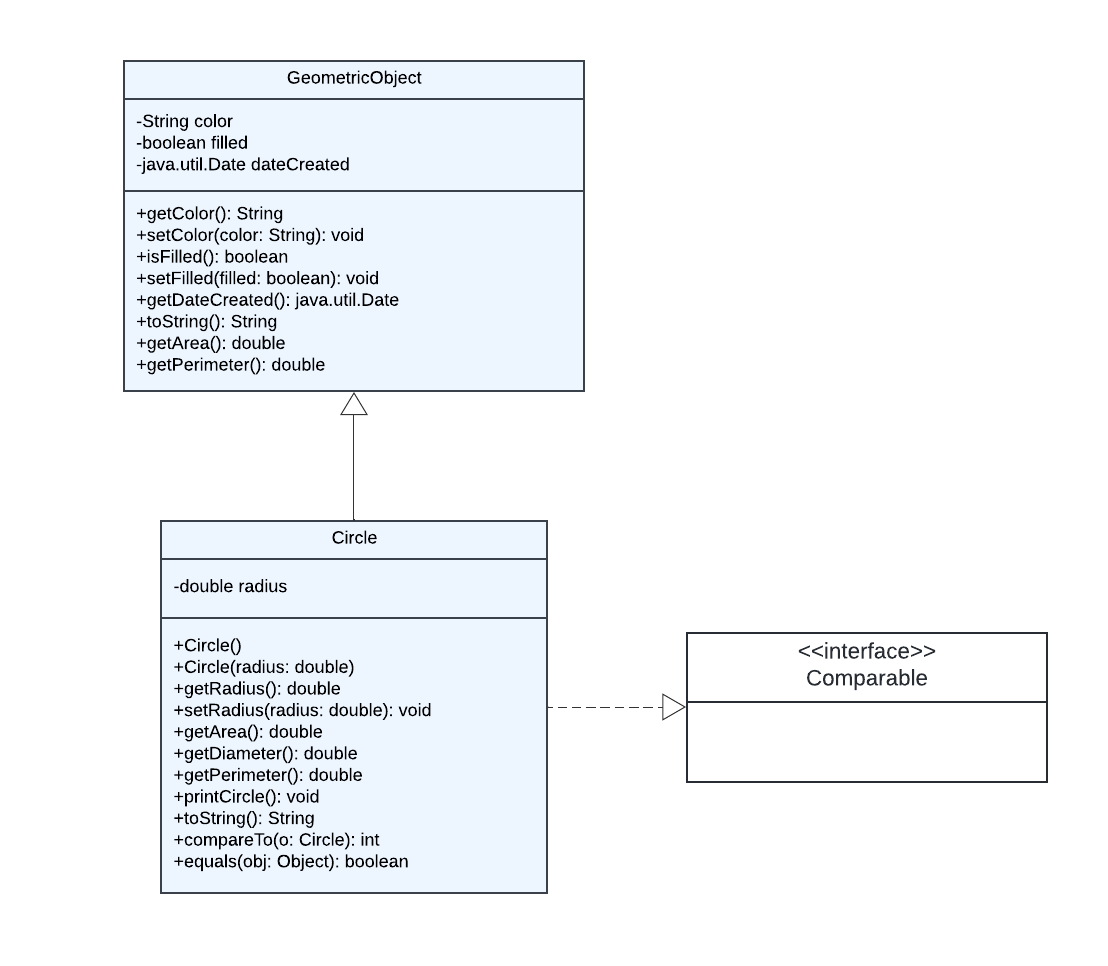 GeometricObject
-String color
-boolean filled
-java.util.Date dateCreated
+getColor(): String
+setColor(color: String): void
+isFilled(): boolean
+setFilled(filled: boolean): void
+getDateCreated(): java.util.Date
+toString(): String
+getArea(): double
+getPerimeter(): double
Circle
-double radius
+Circle()
+Circle(radius: double)
+getRadius(): double
+setRadius(radius: double): void
+getArea(): double
+getDiameter(): double
+getPerimeter(): double
+printCircle(): void
+toString(): String
+compareTo(o: Circle): int
+equals(obj: Object): boolean
<<interface>>
Comparable